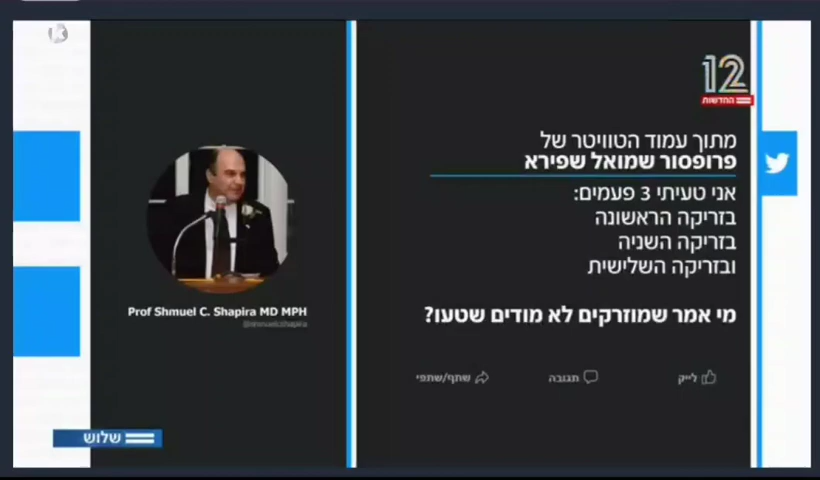 12
החדשות
מתוך עמוד הטוויטר של
פרופסור שמואל שפירא
אני טעיתי 3 פעמים:
בזריקה הראשונה
בזריקה השניה
ובזריקה השלישית
מי אמר שמוזרקים לא מודים שטעו?
לייק
תגובה
שתף/שתפי
Prof Shmuel C. Shapira MD MPH
@ShmuelCShapira
שלוש